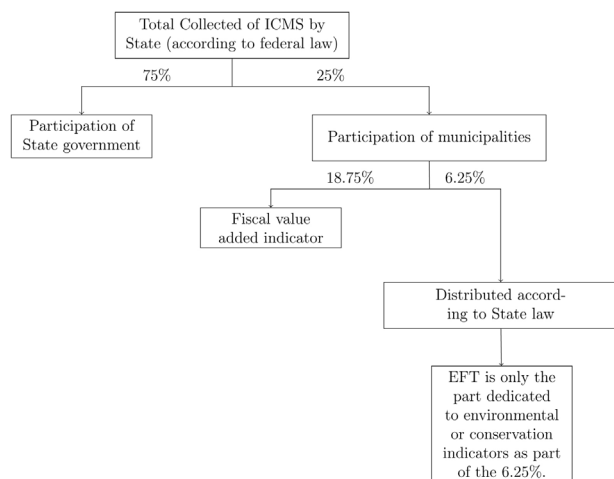 Total Collected of ICMS by
State (according to federal law)
75%
25%
Participation of
State government
Participation of municipalities
18.75%
6.25%
Fiscal value
added indicator
Distributed accord-
ing to State law
EFT is only the
part dedicated
to environmental
or conservation
indicators as part
of the 6.25%.